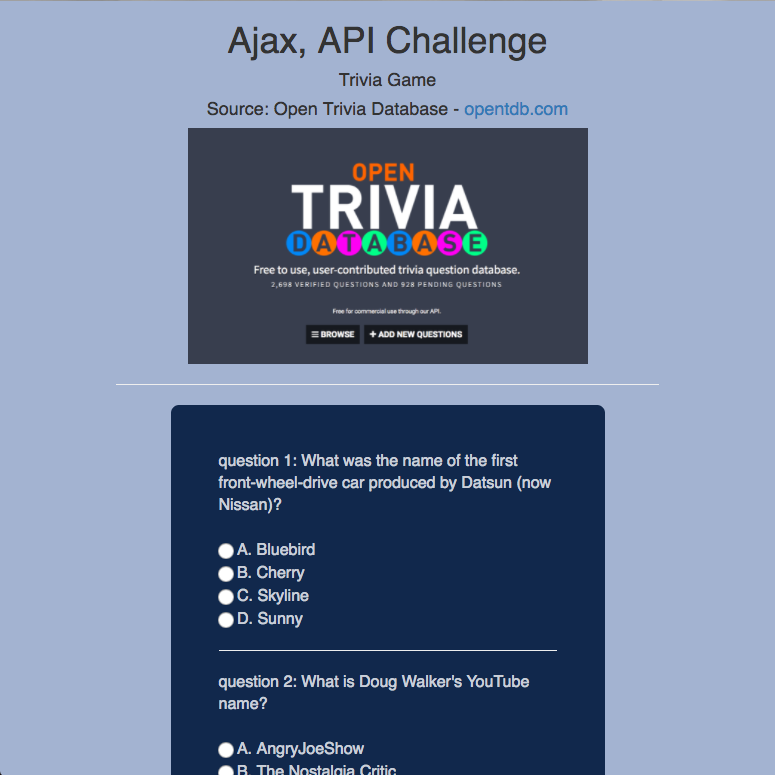 Ajax, API Challenge
Trivia Game
Source: Open Trivia Database - opentdb.com
OPEN
TRIVIA
DATABASE
Free to use, user-contributed trivia question database.
2,698 VERIFIED QUESTIONS AND 928 PENDING QUESTIONS
Free for commercial use through our API.
BROWSE + ADD NEW QUESTIONS
question 1: What was the name of the first
front-wheel-drive car produced by Datsun (now
Nissan)?
A. Bluebird
B. Cherry
C. Skyline
D. Sunny
question 2: What is Doug Walker's YouTube
name?
A. AngryJoeShow
B. The Nostalgia Critic